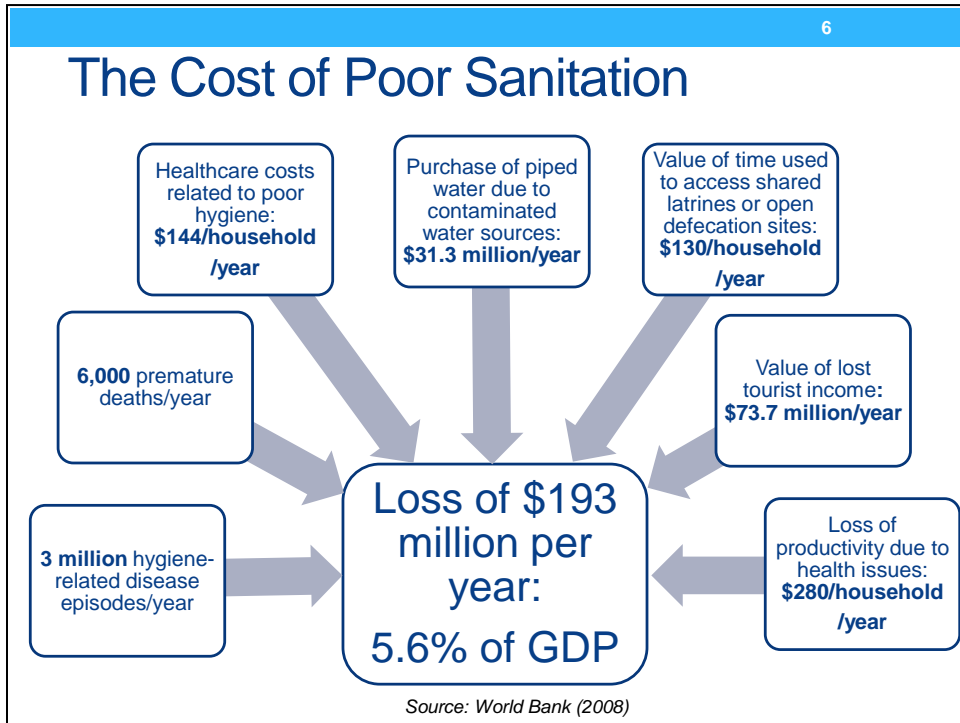 6
The Cost of Poor Sanitation
Healthcare costs
related to poor
hygiene:
$144/household
/year
Purchase of piped
water due to
contaminated
water sources:
$31.3 million/year
Value of time used
to access shared
latrines or open
defecation sites:
$130/household
/year
6,000 premature
deaths/year
Value of lost
tourist income:
$73.7 million/year
3 million hygiene-
related disease
episodes/year
Loss of $193
million per
year:
5.6% of GDP
Loss of
productivity due to
health issues:
$280/household
/year
Source: World Bank (2008)